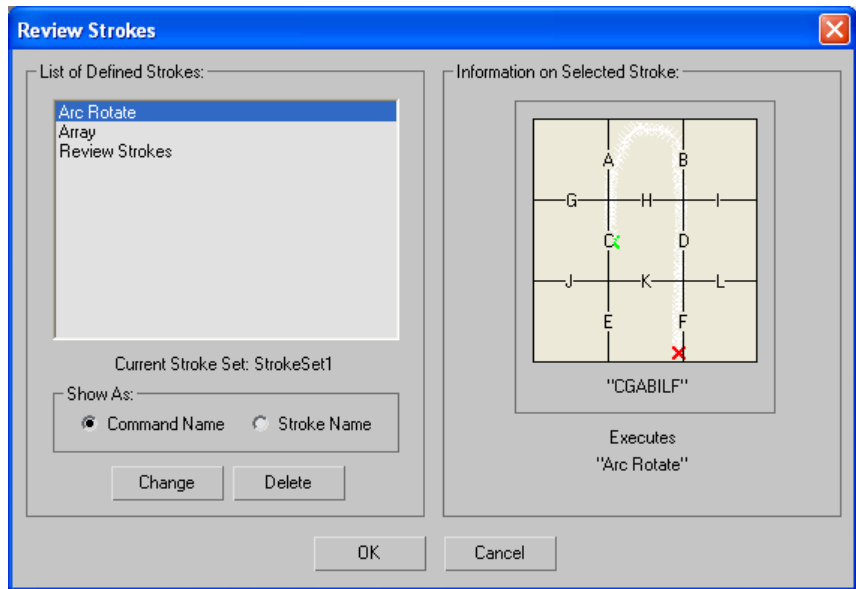 Review Strokes
List of Defined Strokes:
Arc Rotate
Array
Review Strokes
Current Stroke Set: StrokeSet1
Show As:
Command Name
Stroke Name
Change
Delete
Information on Selected Stroke:
A B
G H I
C D
J K L
E F
"CGABILF"
Executes
"Arc Rotate"
OK
Cancel